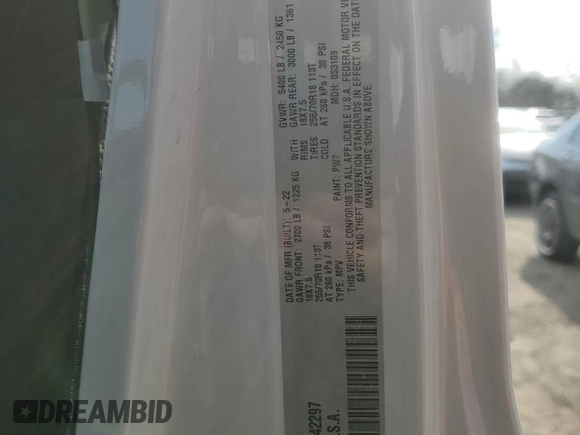 DATE OF MFR (BUILT): 5-22 GVWR: 5400 LB / 2450 KG
GAWR FRONT: 2700 LB / 1225 KG WITH GAWR REAR: 3000 LB / 1361
18X7.5 RIMS 18X7.5
255/70R18 113T TIRES 255/70R18 113T
AT 260 kPa / 38 PSI COLD AT 260 kPa / 38 PSI
TYPE: MPV PAINT: PW7 MDH: 053109
THIS VEHICLE CONFORMS TO ALL APPLICABLE U.S.A. FEDERAL MOTOR VE
SAFETY AND THEFT PREVENTION STANDARDS IN EFFECT ON THE DATE
MANUFACTURE SHOWN ABOVE.
42297
S.A.
DREAMBID